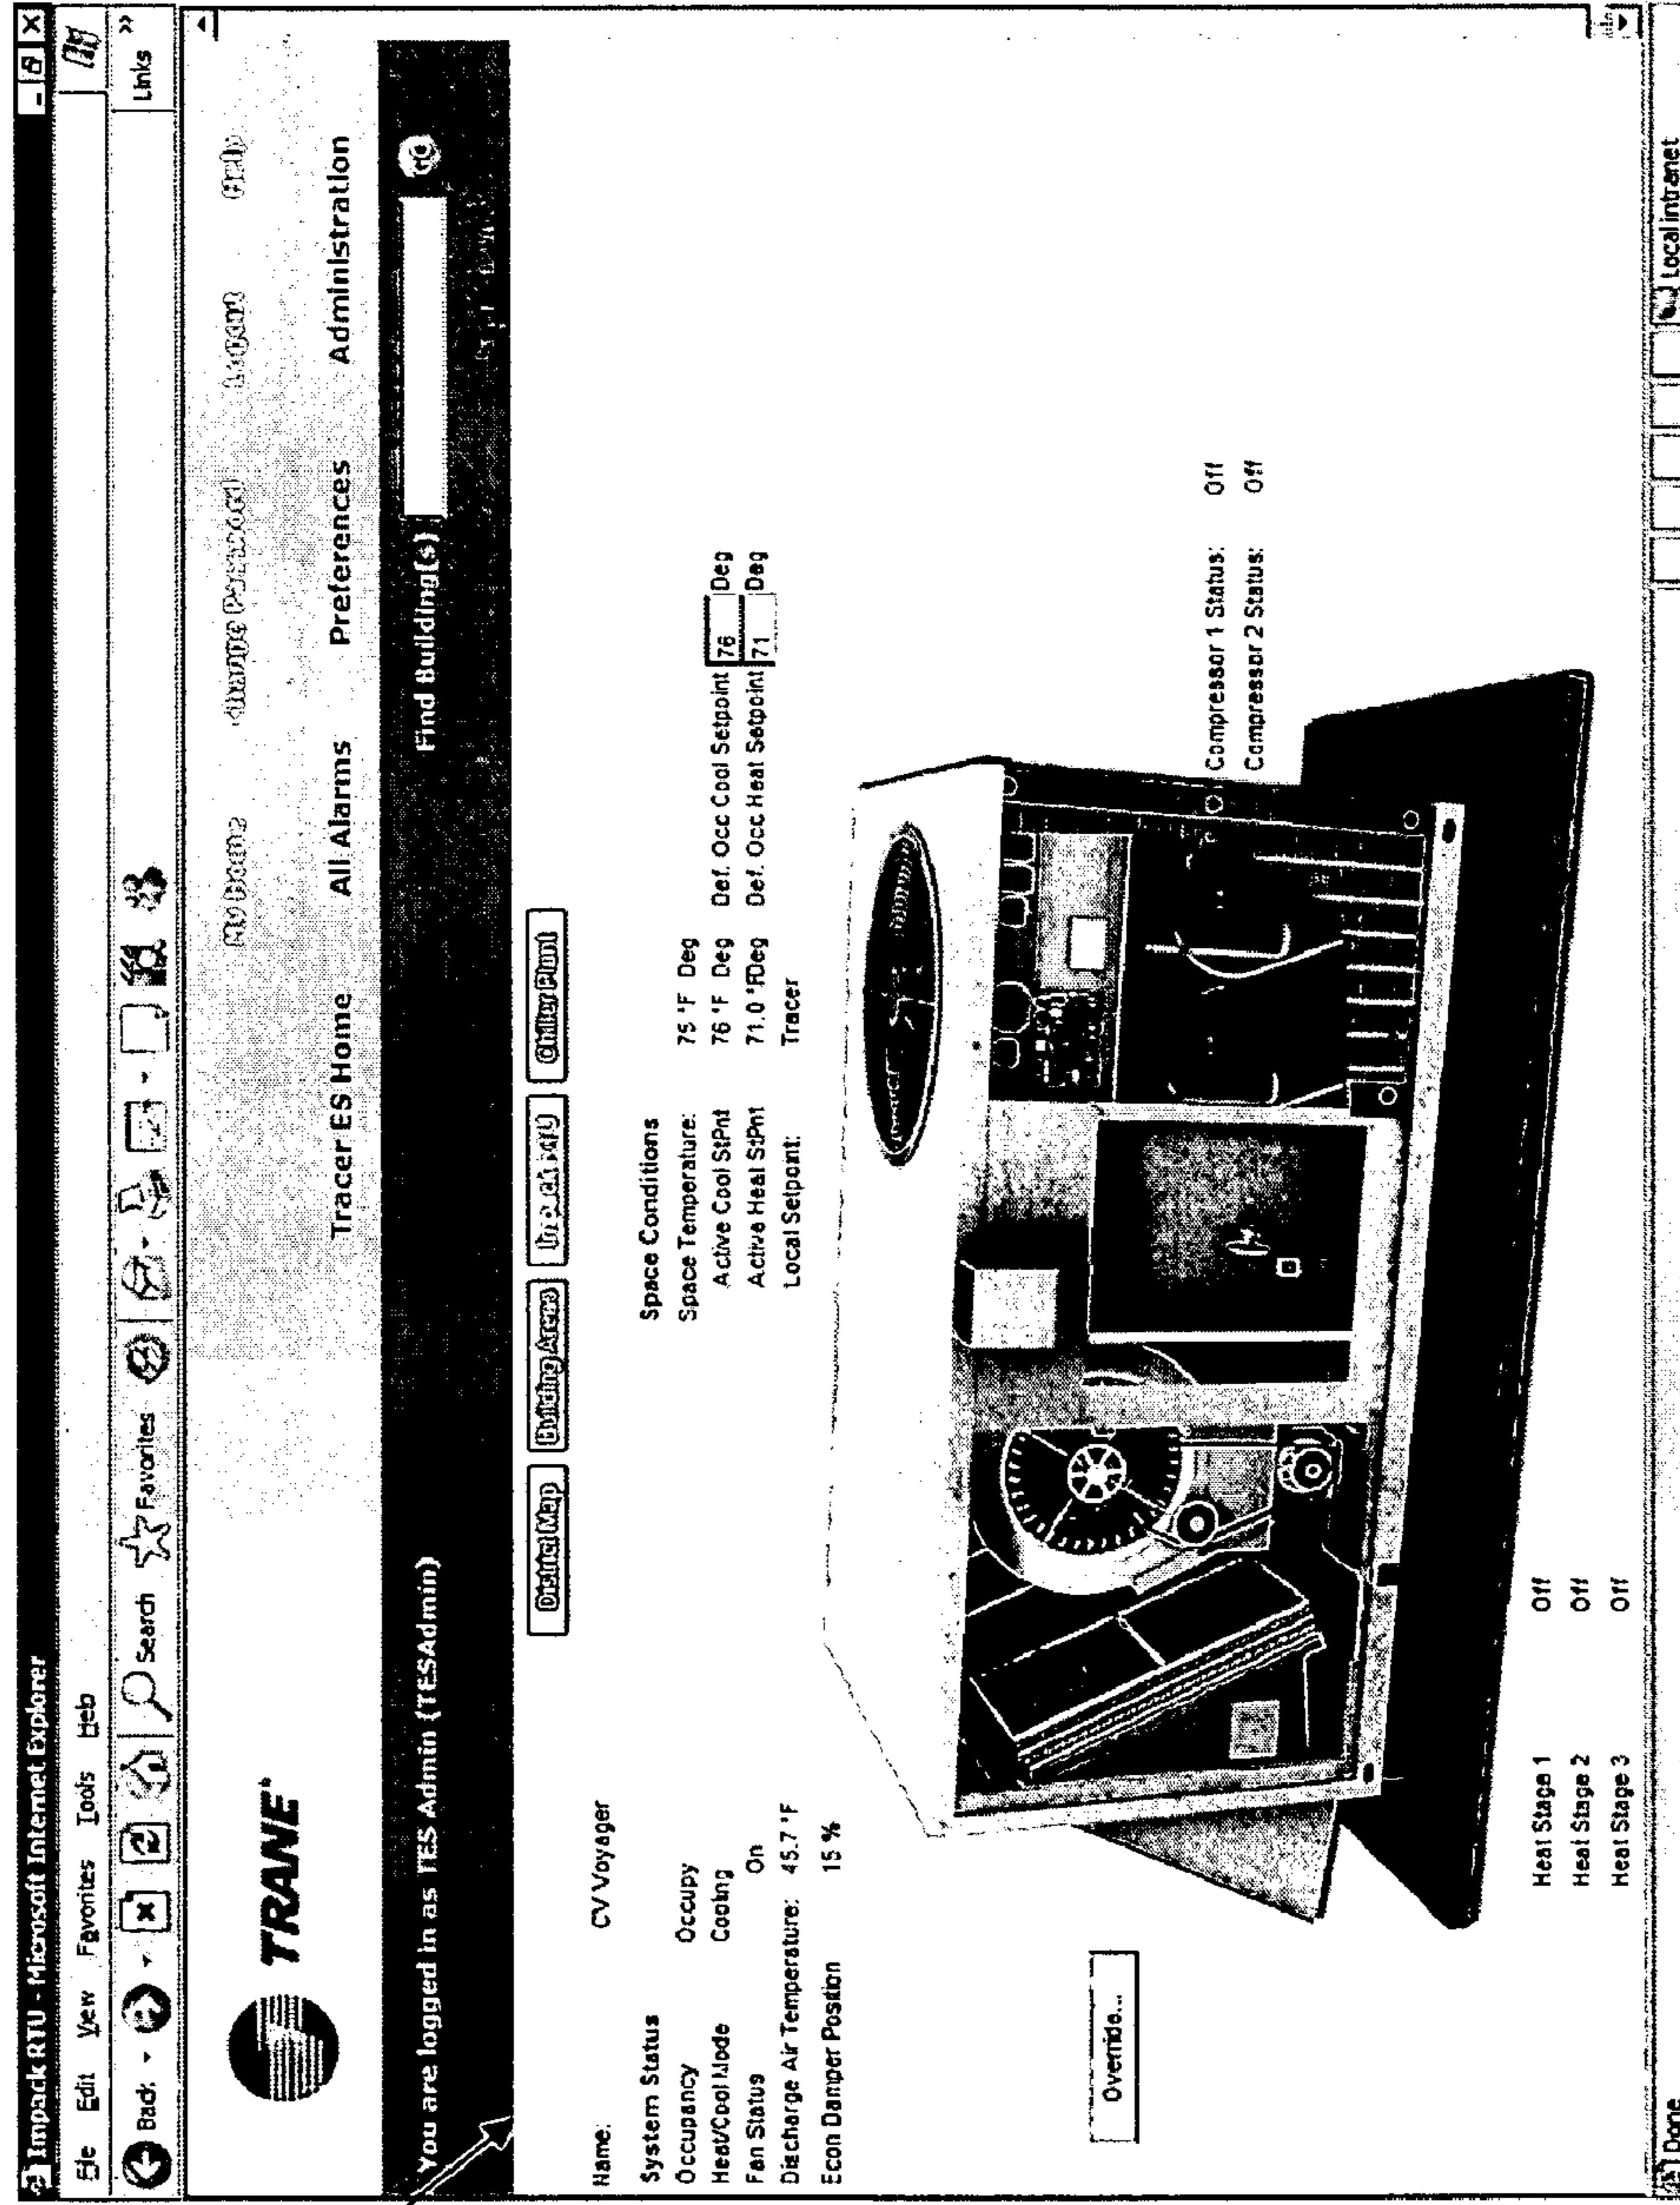 Impack RTU - Microsoft Internet Explorer
File Edit View Favorites Tools Help
Back Search Favorites Links »
TRANE
My Items Change Password Logout Help
Tracer ES Home All Alarms Preferences Administration
You are logged in as TES Admin (TESAdmin) Find Building(s) GO
District Map Building Areas Chiller Plant
Name: CV Voyager
System Status Space Conditions
Occupancy Occupy Space Temperature: 75 °F Deg
Heat/Cool Mode Cooling Active Cool StPnt 76 °F Deg Def. Occ Cool Setpoint 76 Deg
Fan Status On Active Heat StPnt 71.0 °FDeg Def. Occ Heat Setpoint 71 Deg
Discharge Air Temperature: 45.7 °F Local Setpoint: Tracer
Econ Damper Position 15 %
Override...
Compressor 1 Status: Off
Compressor 2 Status: Off
Heat Stage 1 Off
Heat Stage 2 Off
Heat Stage 3 Off
Done Local intranet